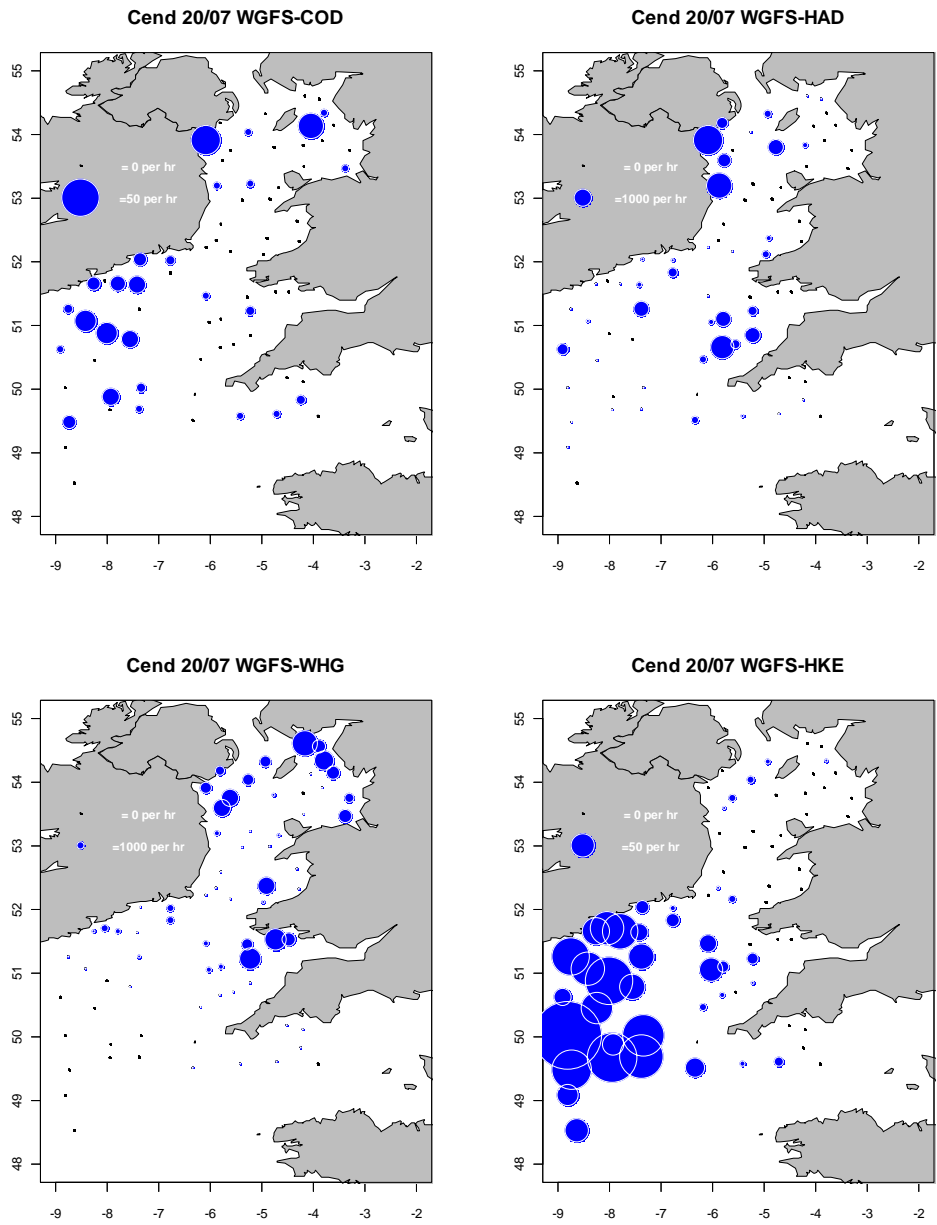 Cend 20/07 WGFS-COD
55
54
53
52
51
50
49
48
= 0 per hr
=50 per hr
-9 -8 -7 -6 -5 -4 -3 -2
Cend 20/07 WGFS-HAD
55
54
53
52
51
50
49
48
= 0 per hr
=1000 per hr
-9 -8 -7 -6 -5 -4 -3 -2
Cend 20/07 WGFS-WHG
55
54
53
52
51
50
49
48
= 0 per hr
=1000 per hr
-9 -8 -7 -6 -5 -4 -3 -2
Cend 20/07 WGFS-HKE
55
54
53
52
51
50
49
48
= 0 per hr
=50 per hr
-9 -8 -7 -6 -5 -4 -3 -2